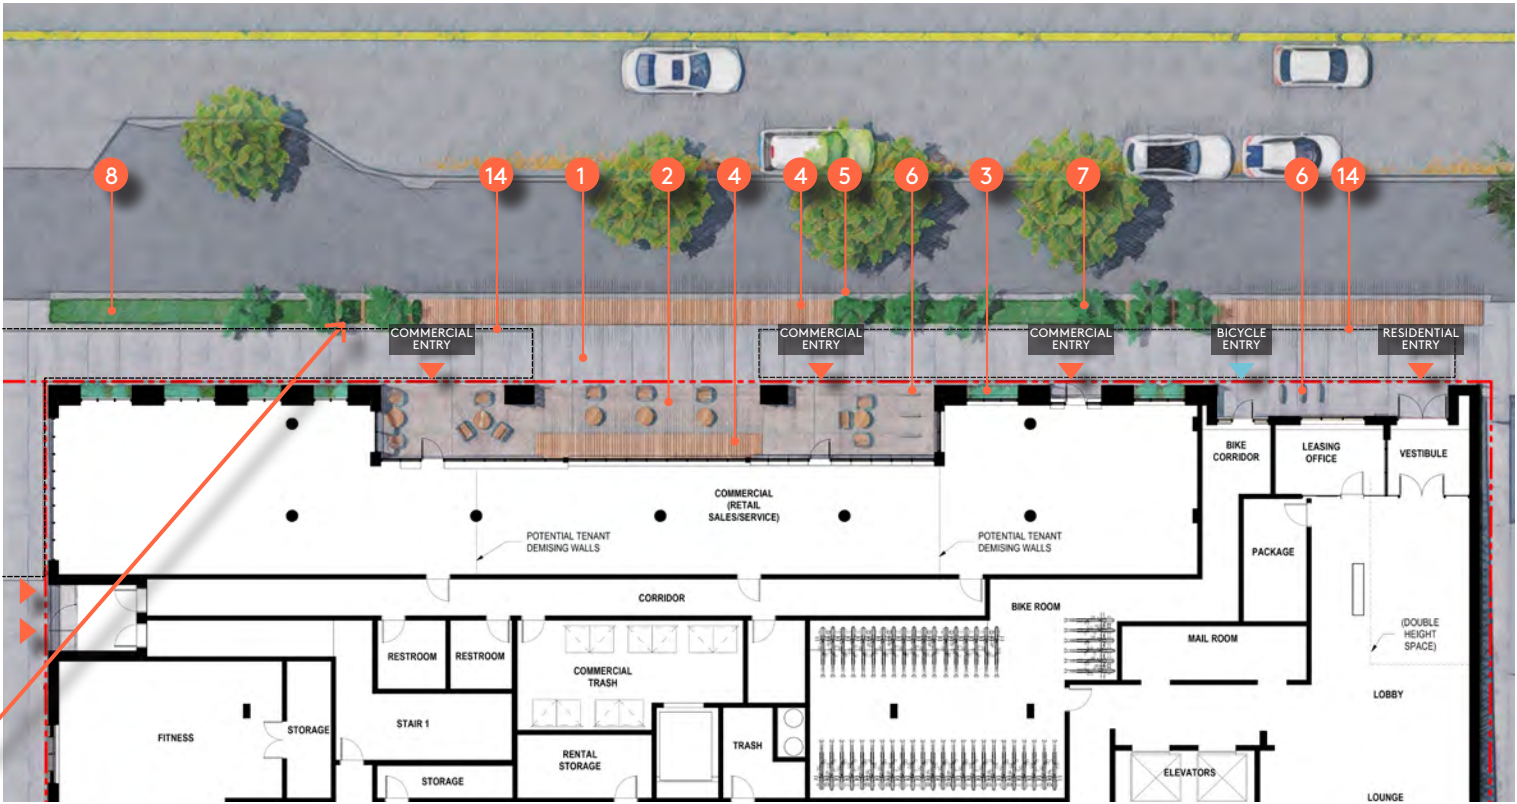 8
14
1
2
4
4
5
6
3
7
6
14
COMMERCIAL
ENTRY
COMMERCIAL
ENTRY
COMMERCIAL
ENTRY
BICYCLE
ENTRY
RESIDENTIAL
ENTRY
BIKE
CORRIDOR
LEASING
OFFICE
VESTIBULE
COMMERCIAL
(RETAIL
SALES/SERVICE)
POTENTIAL TENANT
DEMISING WALLS
POTENTIAL TENANT
DEMISING WALLS
PACKAGE
CORRIDOR
BIKE ROOM
(DOUBLE
HEIGHT
SPACE)
MAIL ROOM
RESTROOM
RESTROOM
COMMERCIAL
TRASH
LOBBY
STAIR 1
STORAGE
FITNESS
TRASH
RENTAL
STORAGE
STORAGE
ELEVATORS
LOUNGE